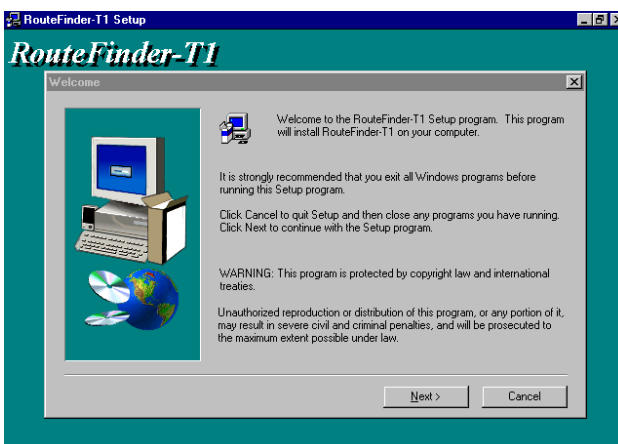 RouteFinder-T1 Setup
RouteFinder-T1
Welcome
Welcome to the RouteFinder-T1 Setup program. This program
will install RouteFinder-T1 on your computer.
It is strongly recommended that you exit all Windows programs before
running this Setup program.
Click Cancel to quit Setup and then close any programs you have running.
Click Next to continue with the Setup program.
WARNING: This program is protected by copyright law and international
treaties.
Unauthorized reproduction or distribution of this program, or any portion of it,
may result in severe civil and criminal penalties, and will be prosecuted to
the maximum extent possible under law.
Next >
Cancel